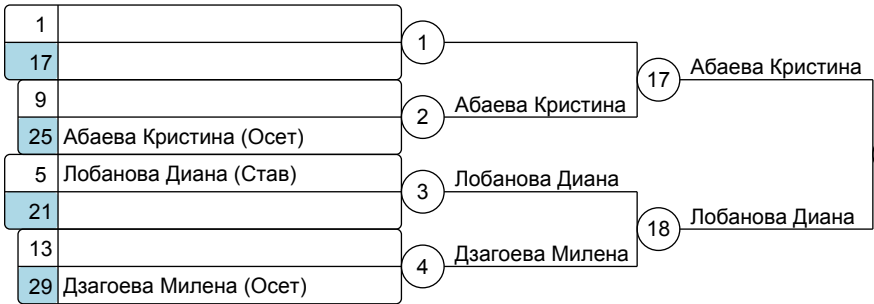 1
17
1
9
25 Абаева Кристина (Осет)
2
Абаева Кристина
17
Абаева Кристина
5 Лобанова Диана (Став)
21
3
Лобанова Диана
13
29 Дзагоева Милена (Осет)
4
Дзагоева Милена
18
Лобанова Диана